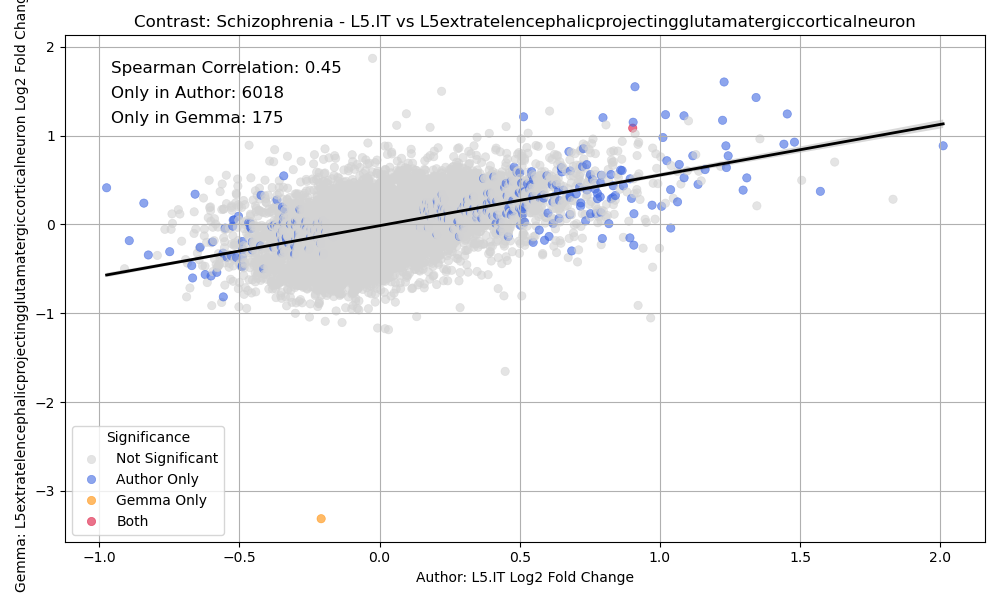 Contrast: Schizophrenia - L5.IT vs L5extratelencephalicprojectingglutamatergiccorticalneuron
Gemma: L5extratelencephalicprojectingglutamatergiccorticalneuron Log2 Fold Chang
Spearman Correlation: 0.45
Only in Author: 6018
Only in Gemma: 175
2
1
0
−1
−2
−3
Significance
Not Significant
Author Only
Gemma Only
Both
−1.0
−0.5
0.0
0.5
1.0
1.5
2.0
Author: L5.IT Log2 Fold Change